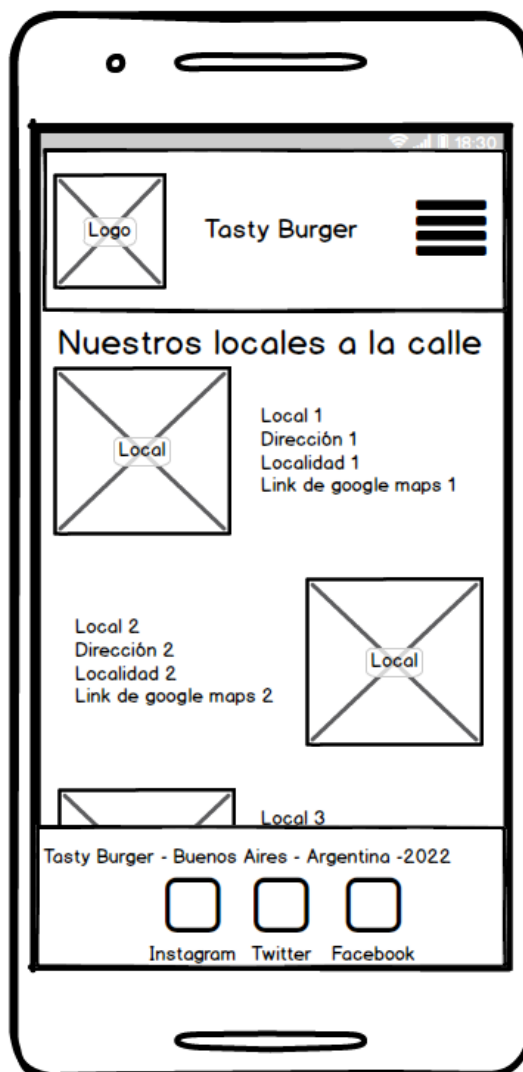 18:30
Logo
Tasty Burger
Nuestros locales a la calle
Local
Local 1
Dirección 1
Localidad 1
Link de google maps 1
Local 2
Dirección 2
Localidad 2
Link de google maps 2
Local
Local 3
Tasty Burger - Buenos Aires - Argentina -2022
Instagram Twitter Facebook